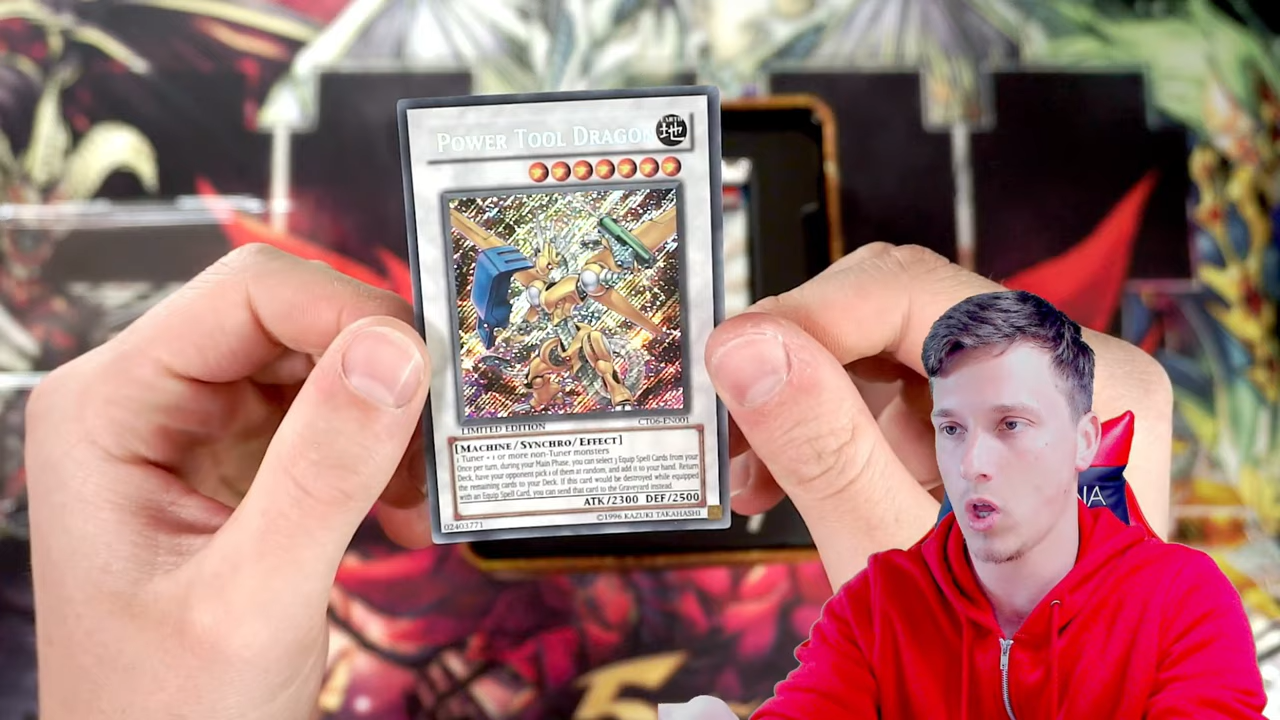 POWER TOOL DRAGON
EARTH
地
LIMITED EDITION
CT06-EN001
[MACHINE/SYNCHRO/EFFECT]
1 Tuner + 1 or more non-Tuner monsters
Once per turn, during your Main Phase, you can select 3 Equip Spell Cards from your
Deck, have your opponent pick 1 of them at random, and add it to your hand. Return
the remaining cards to your Deck. If this card would be destroyed while equipped
with an Equip Spell Card, you can send that card to the Graveyard instead.
ATK/2300 DEF/2500
02403771
©1996 KAZUKI TAKAHASHI
NA
5